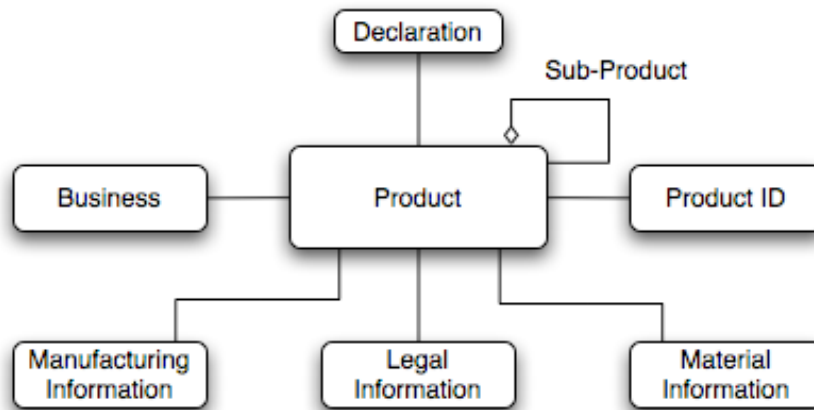 Declaration
Sub-Product
Business
Product
Product ID
Manufacturing
Information
Legal
Information
Material
Information